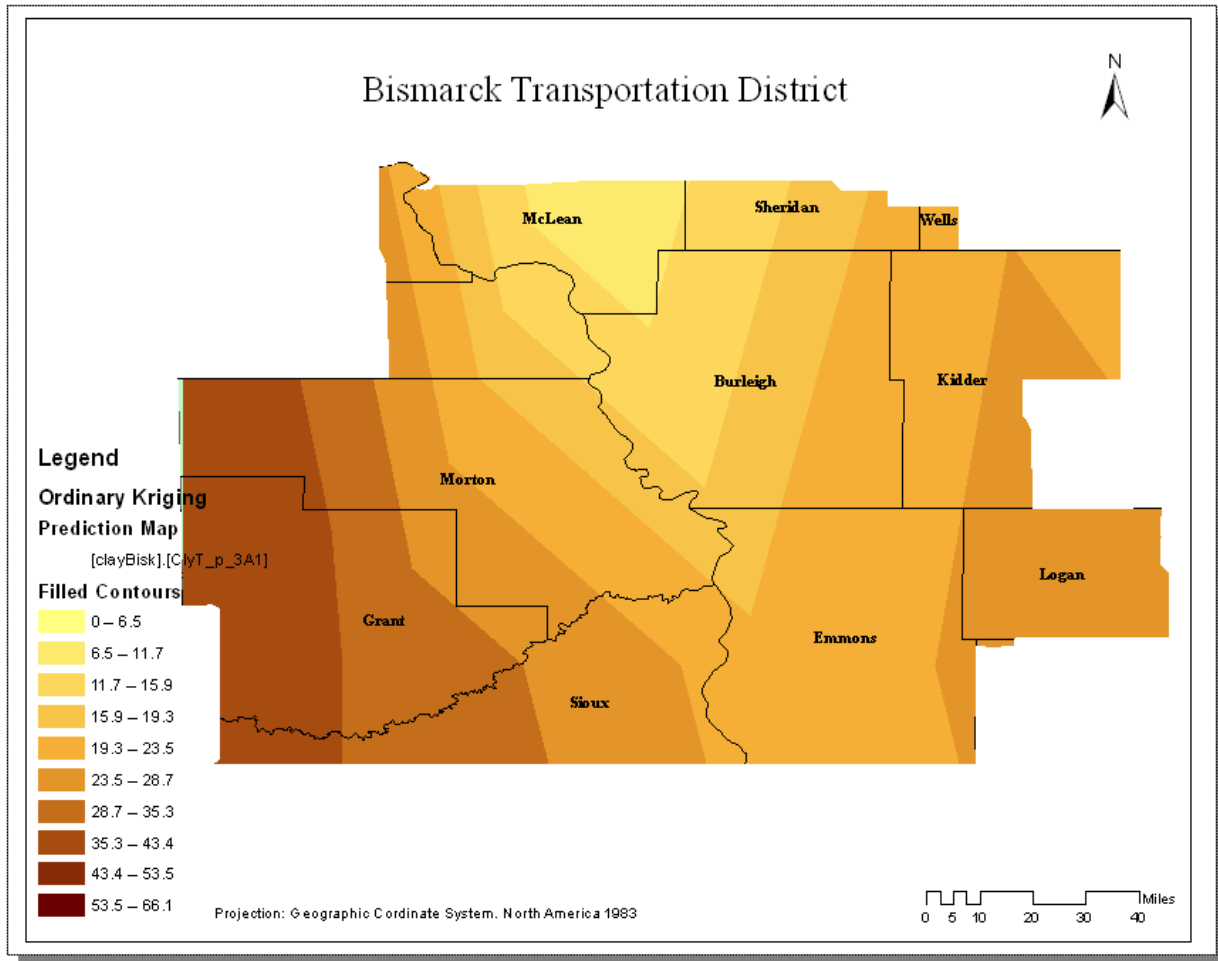 N
Bismarck Transportation District
McLean
Sheridan
Wells
Burleigh
Kidder
Morton
Logan
Grant
Emmons
Sioux
Legend
Ordinary Kriging
Prediction Map
[clayBisk].[ClyT_p_3A1]
Filled Contours
0 – 6.5
6.5 – 11.7
11.7 – 15.9
15.9 – 19.3
19.3 – 23.5
23.5 – 28.7
28.7 – 35.3
35.3 – 43.4
43.4 – 53.5
53.5 – 66.1
Projection: Geographic Cordinate System. North America 1983
Miles
0 5 10 20 30 40